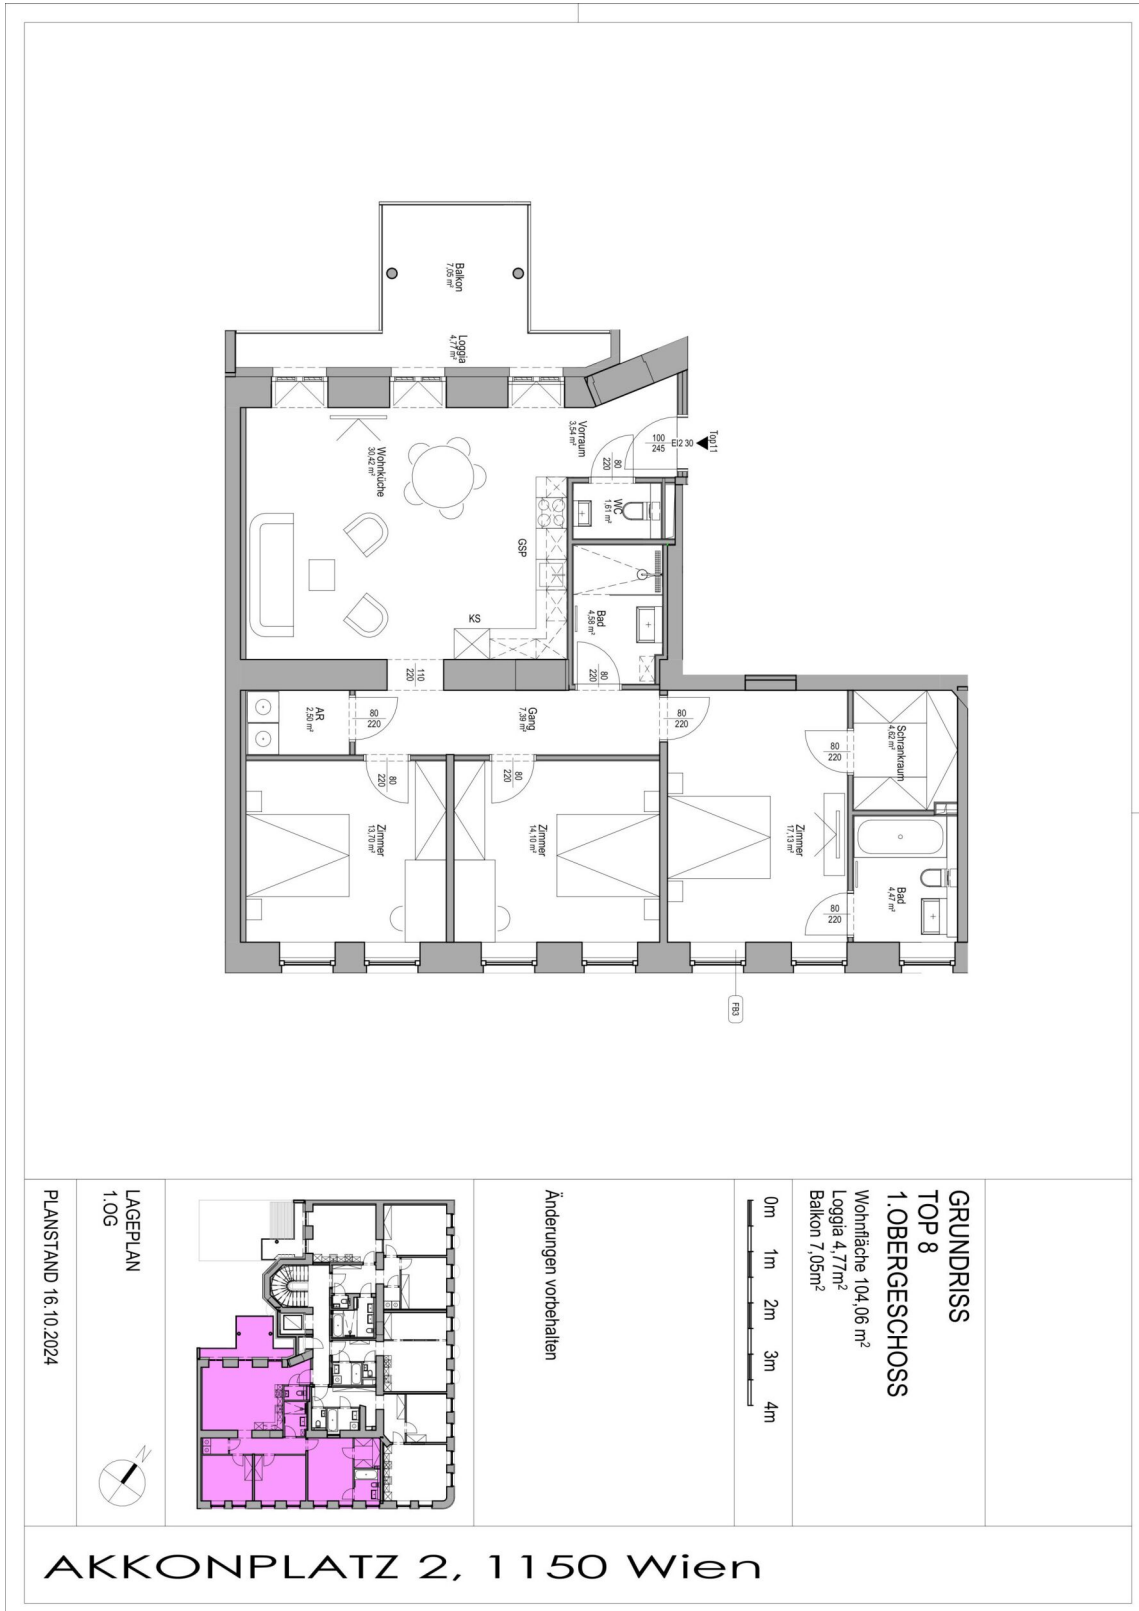 Balkon
7,05 m²
Loggia
4,77 m²
Vorraum
3,54 m²
Wohnküche
30,42 m²
100
245
EI2 30
Top11
80
220
WC
1,61 m²
GSP
KS
Bad
4,58 m²
80
220
110
220
AR
2,50 m²
80
220
Gang
7,39 m²
80
220
80
220
Schrankraum
4,62 m²
80
220
80
220
Zimmer
13,70 m²
Zimmer
14,10 m²
Zimmer
17,13 m²
Bad
4,47 m²
80
220
FB3
GRUNDRISS
TOP 8
1.OBERGESCHOSS
Wohnfläche 104,06 m²
Loggia 4,77m²
Balkon 7,05m²
0m 1m 2m 3m 4m
Änderungen vorbehalten
LAGEPLAN
1.OG
N
PLANSTAND 16.10.2024
AKKONPLATZ 2, 1150 Wien